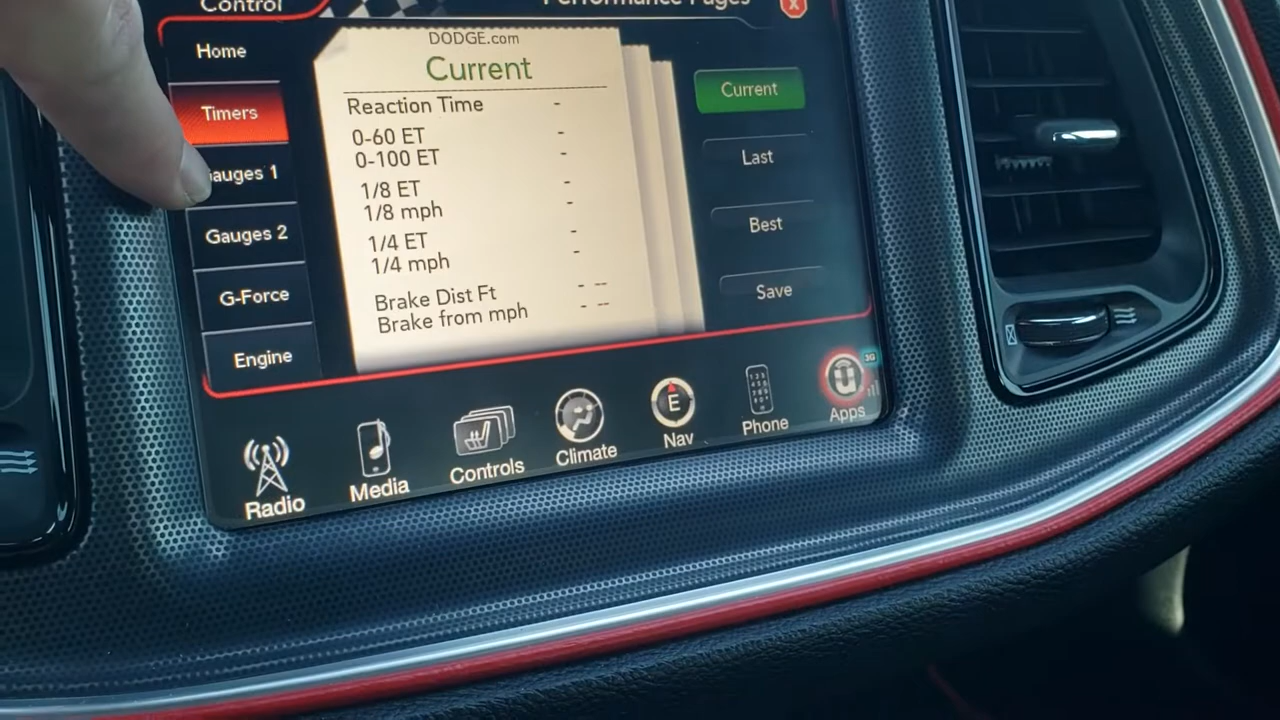 Control
Performance Pages
X
Home
Timers
Gauges 2
G-Force
Engine
DODGE.com
Current
Reaction Time -
0-60 ET -
0-100 ET -
1/8 ET -
1/8 mph -
1/4 ET -
1/4 mph -
Brake Dist Ft - --
Brake from mph - --
Current
Last
Best
Save
auges 1
Radio
Media
Controls
Climate
E
Nav
Phone
3G
Apps